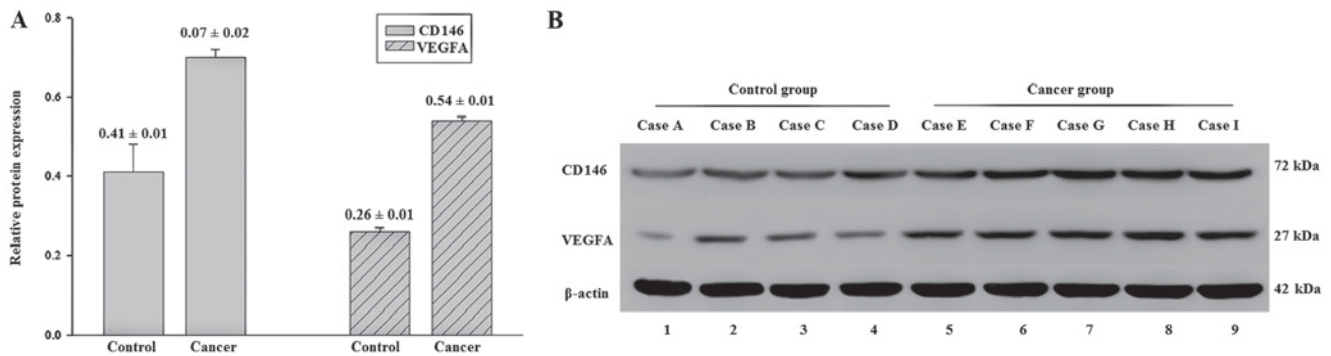 A
Relative protein expression
0.8
0.6
0.4
0.2
0.0
0.41 ± 0.01
0.07 ± 0.02
0.26 ± 0.01
0.54 ± 0.01
CD146
VEGFA
Control
Cancer
Control
Cancer
B
Control group
Cancer group
Case A Case B Case C Case D Case E Case F Case G Case H Case I
CD146
72 kDa
VEGFA
27 kDa
β-actin
42 kDa
1 2 3 4 5 6 7 8 9